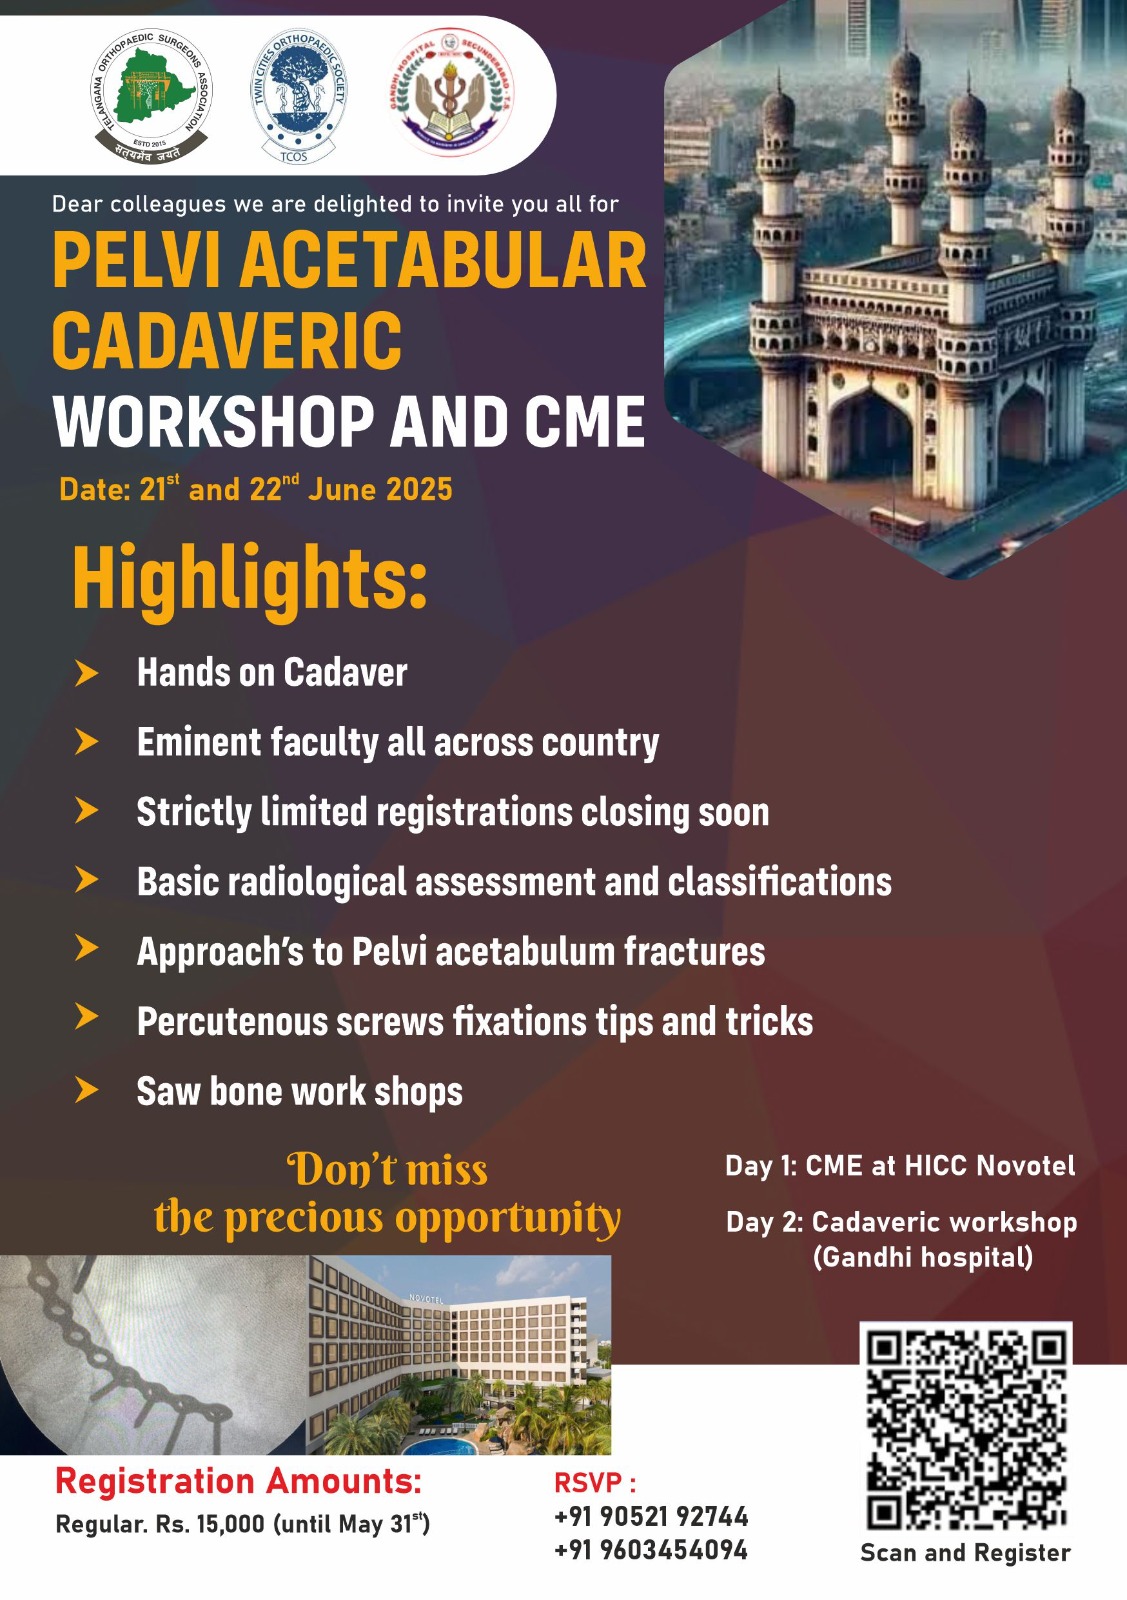 TELANGANA ORTHOPAEDIC SURGEONS ASSOCIATION
ESTD 2015
सत्यमेव जयते
TWIN CITIES ORTHOPAEDIC SOCIETY
TCOS
GANDHI HOSPITAL SECUNDERABAD - T.S
Dear colleagues we are delighted to invite you all for
PELVI ACETABULAR
CADAVERIC
WORKSHOP AND CME
Date: 21st and 22nd June 2025
Highlights:
Hands on Cadaver
Eminent faculty all across country
Strictly limited registrations closing soon
Basic radiological assessment and classifications
Approach's to Pelvi acetabulum fractures
Percutenous screws fixations tips and tricks
Saw bone work shops
Don't miss
the precious opportunity
Day 1: CME at HICC Novotel
Day 2: Cadaveric workshop
(Gandhi hospital)
NOVOTEL
Registration Amounts:
Regular. Rs. 15,000 (until May 31st)
RSVP :
+91 90521 92744
+91 9603454094
Scan and Register